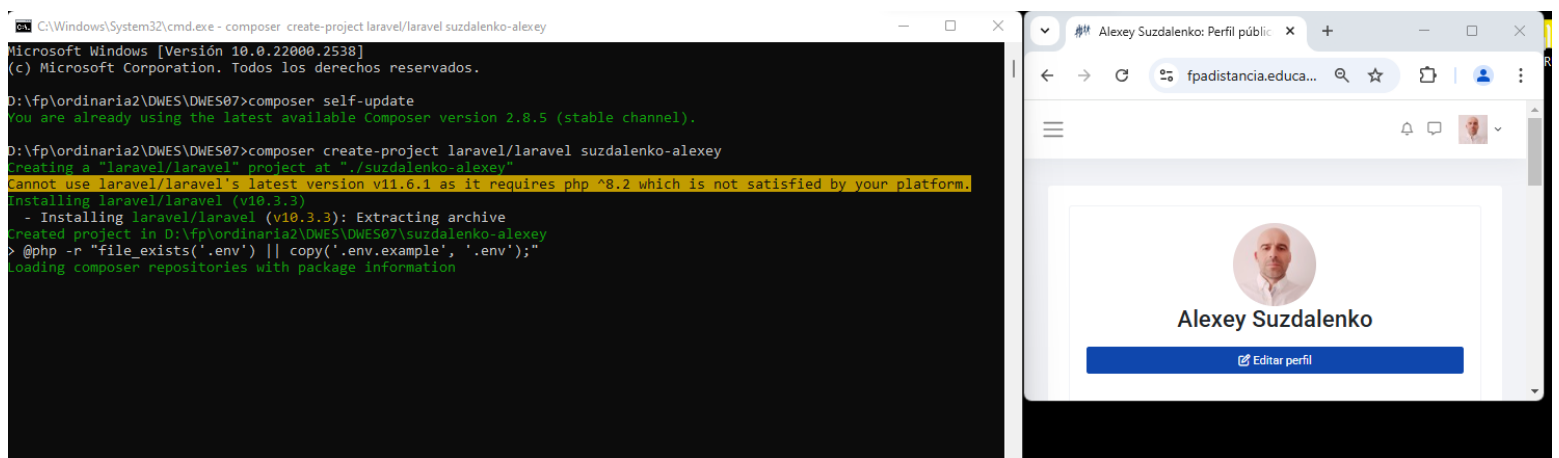 C:\Windows\System32\cmd.exe - composer create-project laravel/laravel suzdalenko-alexey
Microsoft Windows [Versión 10.0.22000.2538]
(c) Microsoft Corporation. Todos los derechos reservados.
D:\fp\ordinaria2\DWES\DWES07>composer self-update
You are already using the latest available Composer version 2.8.5 (stable channel).
D:\fp\ordinaria2\DWES\DWES07>composer create-project laravel/laravel suzdalenko-alexey
Creating a "laravel/laravel" project at "./suzdalenko-alexey"
Cannot use laravel/laravel's latest version v11.6.1 as it requires php ^8.2 which is not satisfied by your platform.
Installing laravel/laravel (v10.3.3)
  - Installing laravel/laravel (v10.3.3): Extracting archive
Created project in D:\fp\ordinaria2\DWES\DWES07\suzdalenko-alexey
> @php -r "file_exists('.env') || copy('.env.example', '.env');"
Loading composer repositories with package information
Alexey Suzdalenko: Perfil públic
fpadistancia.educa...
Alexey Suzdalenko
Editar perfil
R